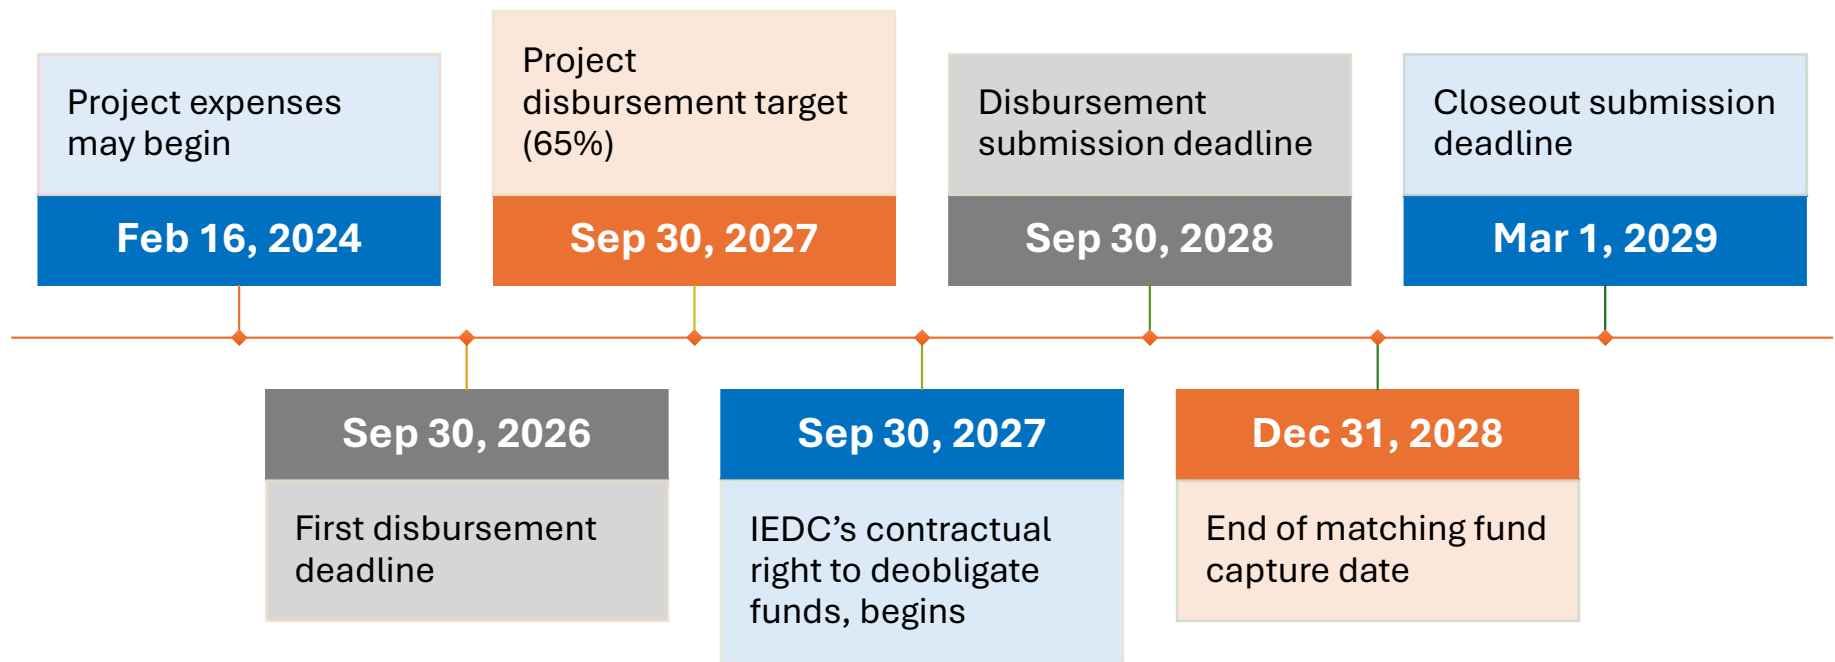 Project expenses
may begin
Feb 16, 2024
Sep 30, 2026
First disbursement
deadline
Project
disbursement target
(65%)
Sep 30, 2027
Sep 30, 2027
IEDC’s contractual
right to deobligate
funds, begins
Disbursement
submission deadline
Sep 30, 2028
Dec 31, 2028
End of matching fund
capture date
Closeout submission
deadline
Mar 1, 2029